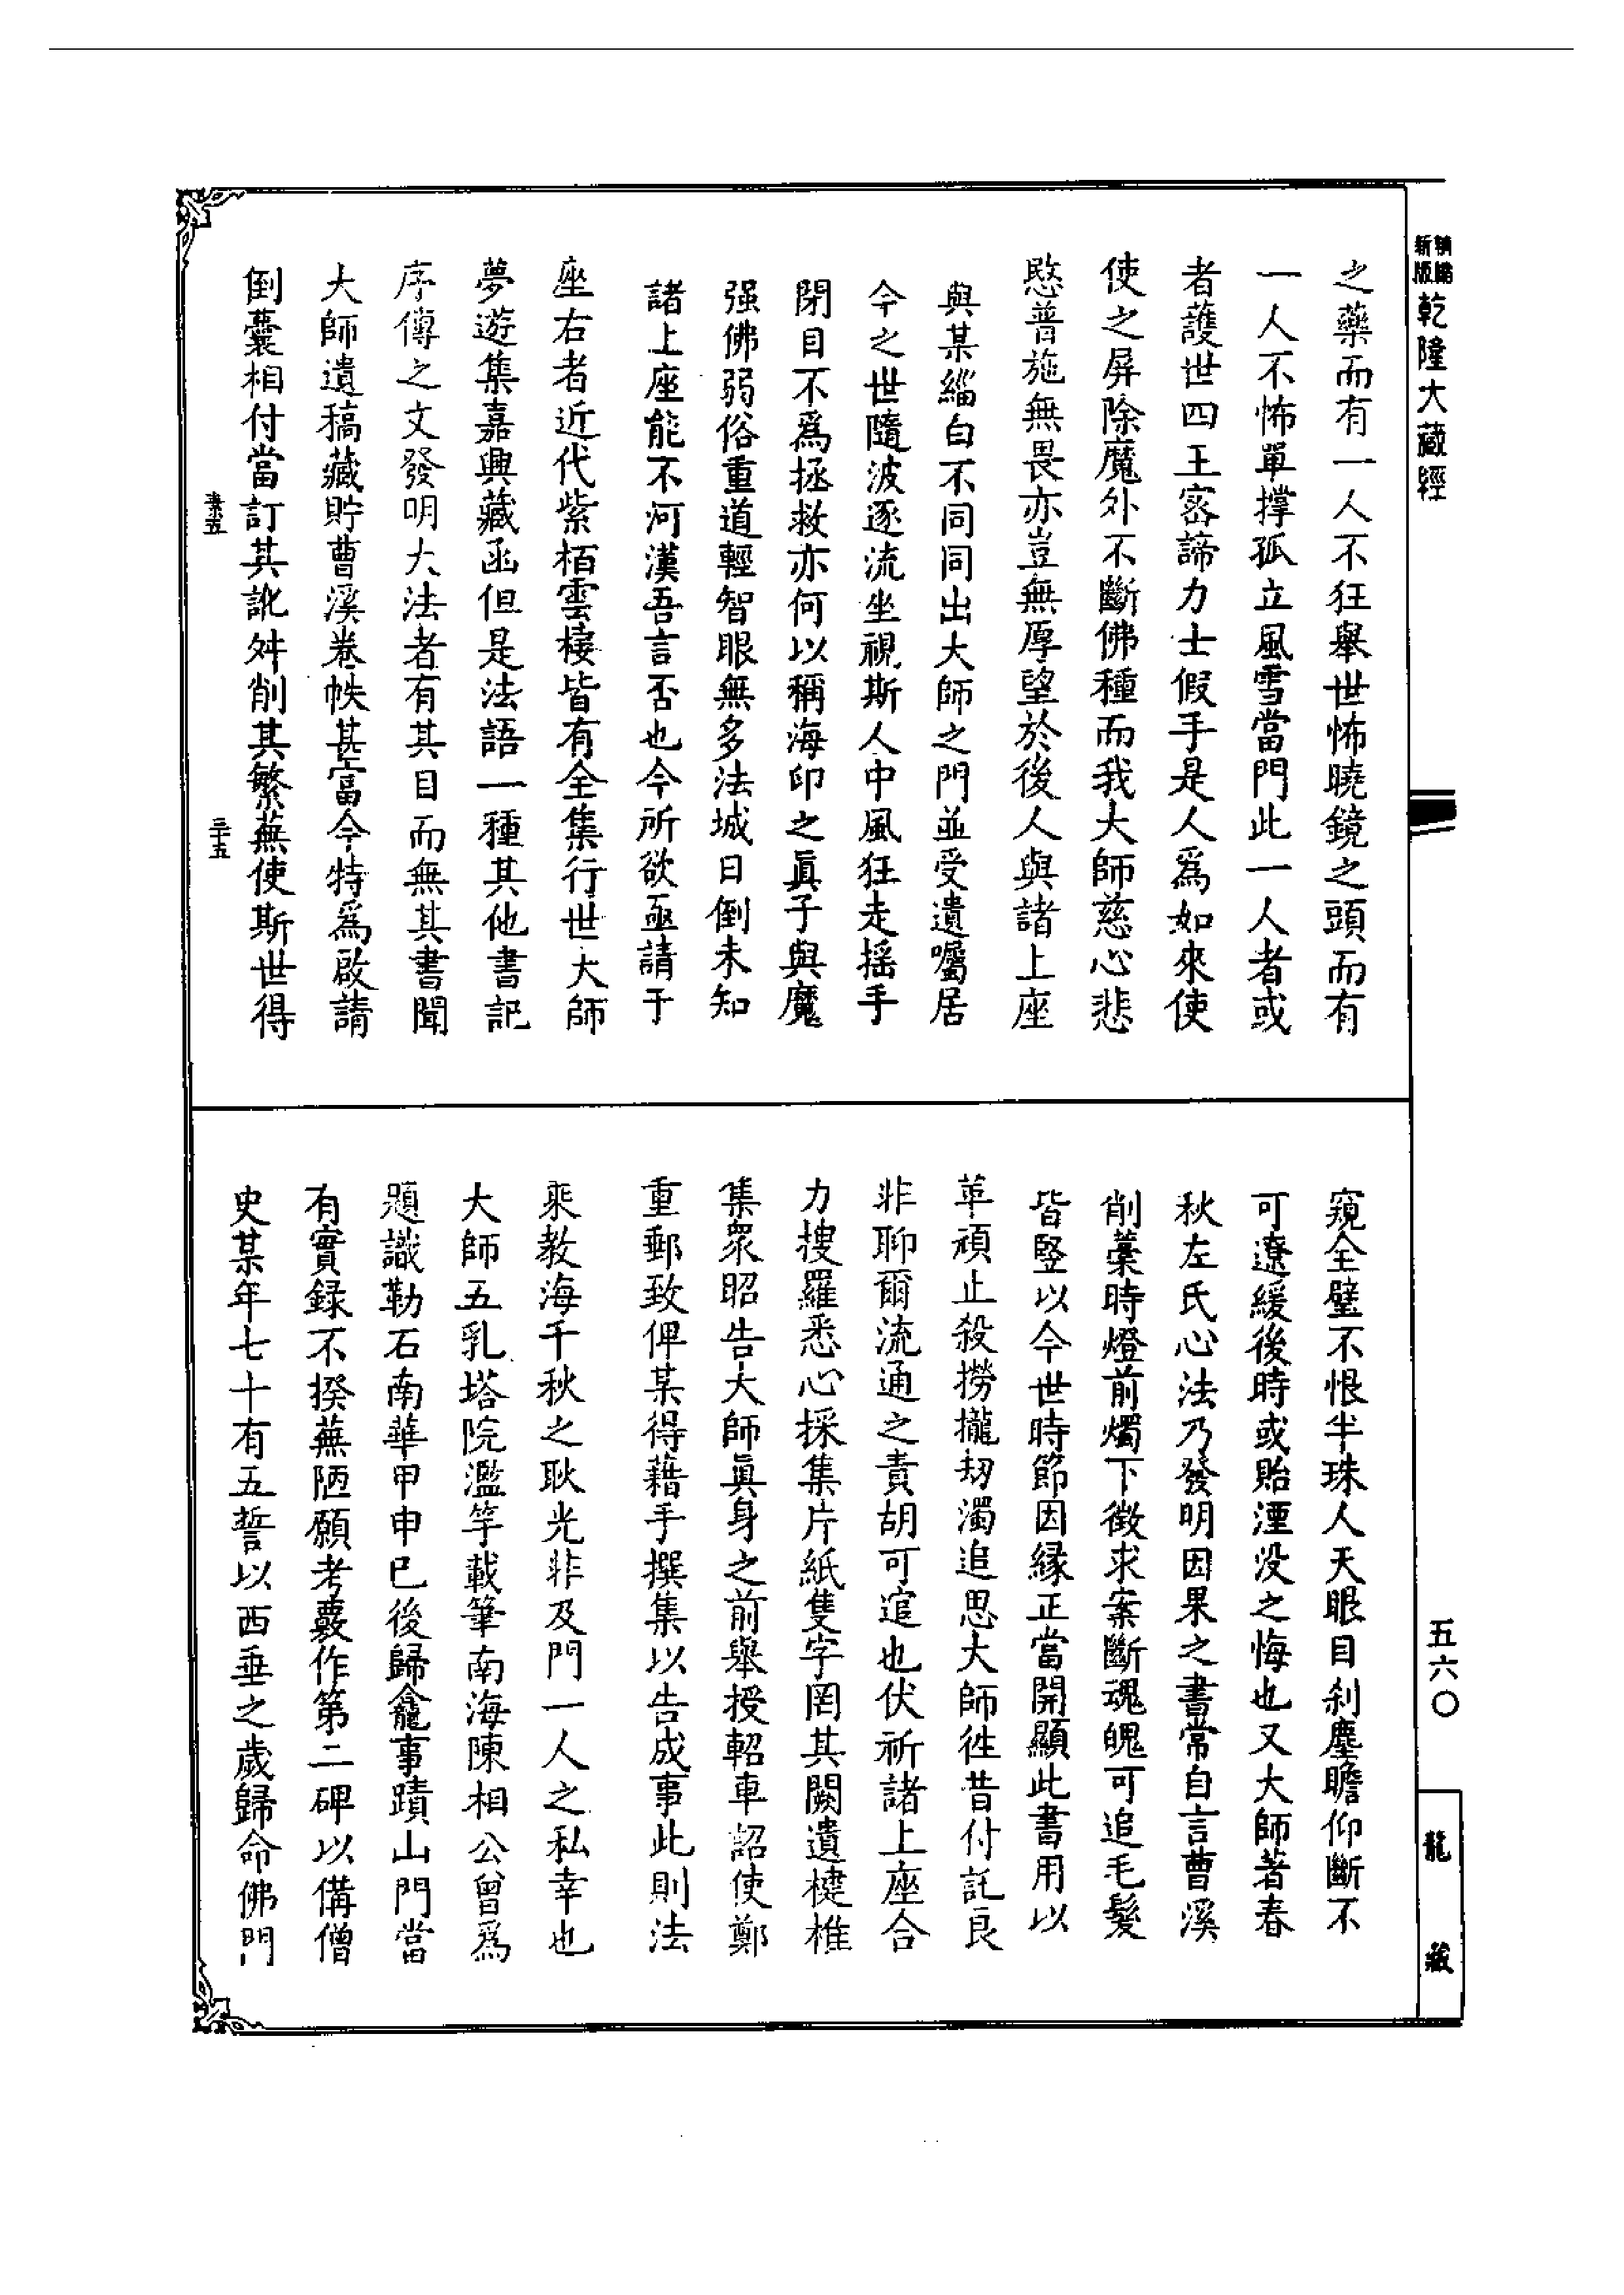 新編
縮版
乾隆大藏經
之藥而有一人不狂舉世怖曉鏡之頭而有
一人不怖單撑孤立風雪當門此一人者或
者護世四王密諦力士假手是人爲如來使
使之屏除魔外不斷佛種而我大師慈心悲
愍普施無畏亦豈無厚望於後人與諸上座
與某緇白不同同出大師之門並受遺囑居
今之世隨波逐流坐視斯人中風狂走摇手
閉目不爲拯救亦何以稱海印之眞子與魔
强佛弱俗重道輕智眼無多法城日倒未知
諸上座能不河漢吾言否也今所欲亟請于
座右者近代紫栢雲棲皆有全集行世大師
夢遊集嘉興藏函但是法語一種其他書記
序傳之文發明大法者有其目而無其書聞
大師遺稿藏貯曹溪卷帙甚富今特爲啟請
倒囊相付當訂其訛舛削其繁蕪使斯世得
三十五
窺全璧不恨半珠人天眼目刹塵瞻仰斷不
可遼緩後時或貽湮没之悔也又大師著春
秋左氏心法乃發明因果之書常自言曹溪
削藁時燈前燭下徵求案斷魂魄可追毛髮
皆竪以今世時節因縁正當開顯此書用以
革頑止殺撈攏刼濁追思大師徃昔付託良
非聊爾流通之責胡可逭也伏祈諸上座合
力搜羅悉心採集片紙隻字罔其闕遺楗椎
集衆昭告大師眞身之前舉授軺車詔使鄭
重郵致俾某得藉手撰集以告成事此則法
乘教海千秋之耿光非及門一人之私幸也
大師五乳塔院濫竽載筆南海陳相公曾爲
題識勒石南華甲申已後歸龕事蹟山門當
有實録不揆蕪陋願考覈作第二碑以備僧
史某年七十有五誓以西垂之歲歸命佛門
五六〇
龍藏